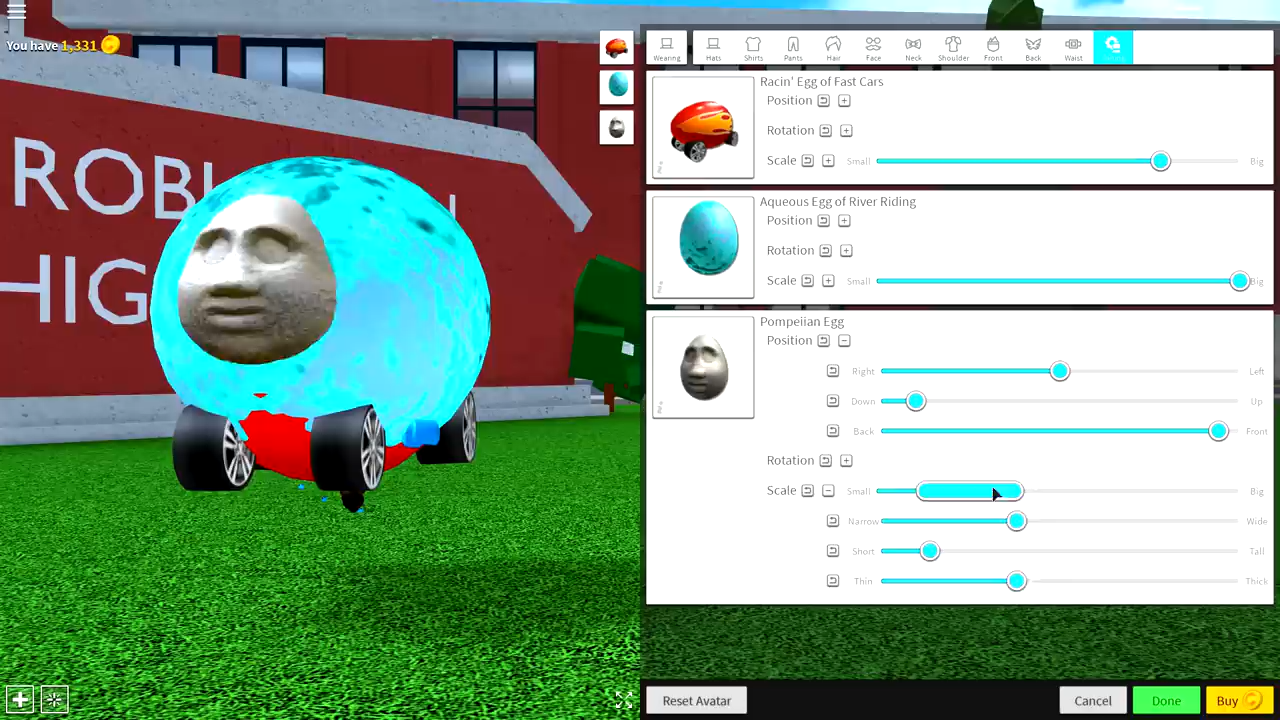 You have 1,331
ROBL
HIG
Wearing
Hats
Shirts
Pants
Hair
Face
Neck
Shoulder
Front
Back
Waist
Racin' Egg of Fast Cars
Position
Rotation
Scale Small Big
Aqueous Egg of River Riding
Position
Rotation
Scale Small Big
Pompeiian Egg
Position
Right Left
Down Up
Back Front
Rotation
Scale Small Big
Narrow Wide
Short Tall
Thin Thick
Reset Avatar
Cancel
Done
Buy